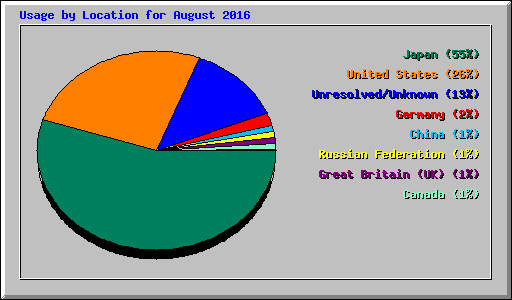 Usage by Location for August 2016
Japan (55%)
United States (26%)
Unresolved/Unknown (13%)
Germany (2%)
China (1%)
Russian Federation (1%)
Great Britain (UK) (1%)
Canada (1%)